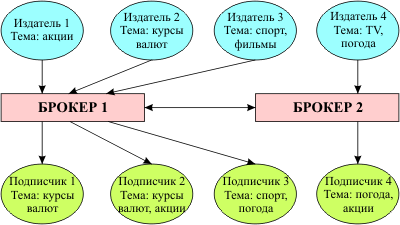 Издатель 1
Тема: акции
Издатель 2
Тема: курсы
валют
Издатель 3
Тема: спорт,
фильмы
Издатель 4
Тема: TV,
погода
БРОКЕР 1
БРОКЕР 2
Подписчик 1
Тема: курсы
валют
Подписчик 2
Тема: курсы
валют, акции
Подписчик 3
Тема: спорт,
погода
Подписчик 4
Тема: погода,
акции